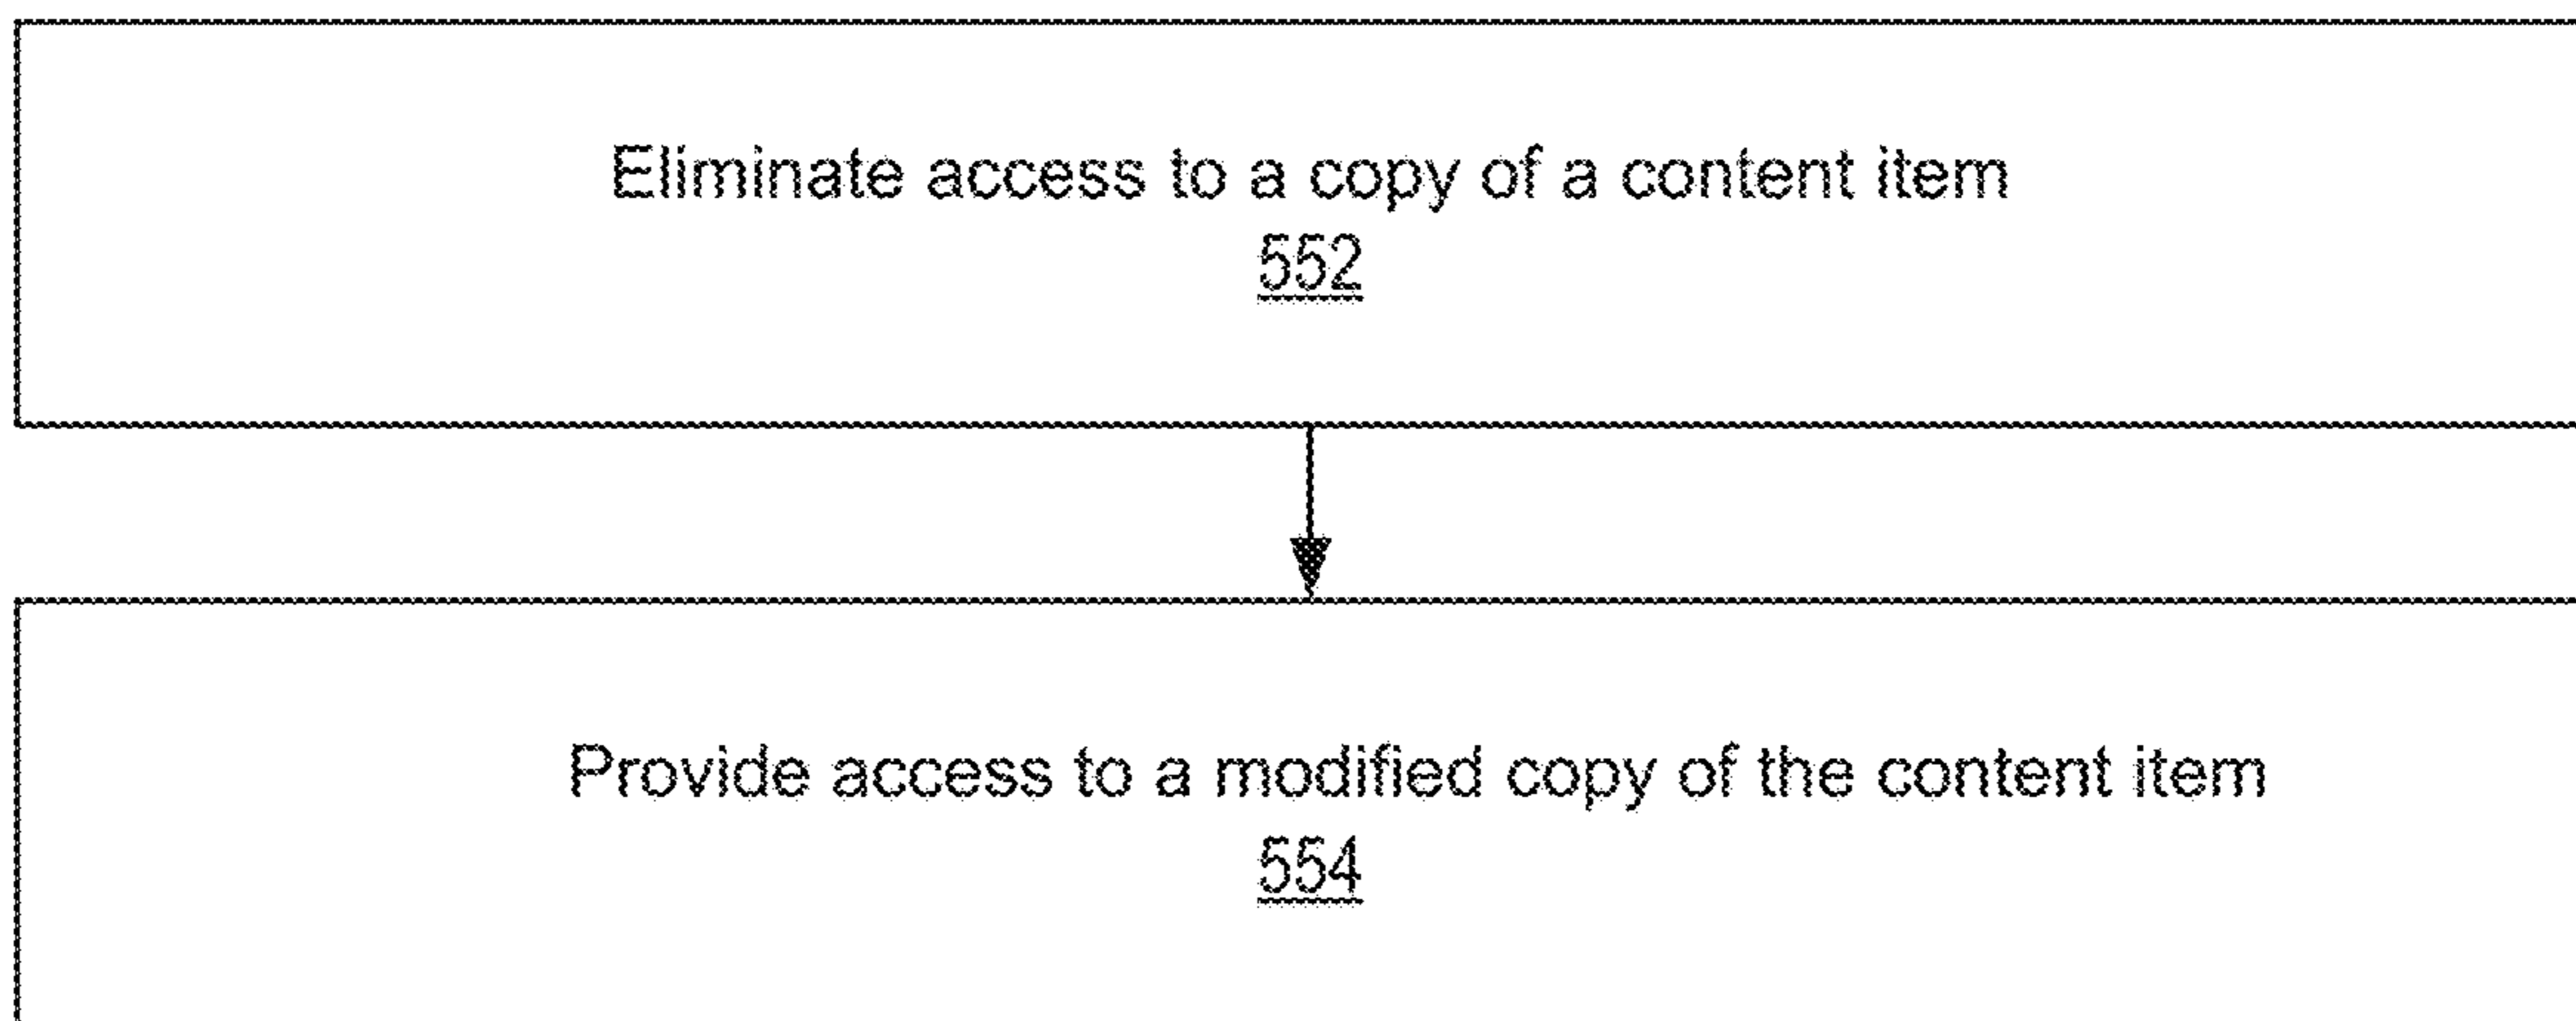 Eliminate access to a copy of a content item
552
Provide access to a modified copy of the content item
554